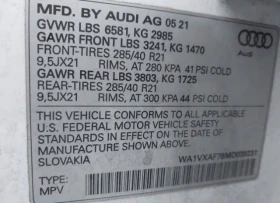 MFD. BY AUDI AG 05 21
GVWR LBS 6581, KG 2985
GAWR FRONT LBS 3241, KG 1470
FRONT-TIRES 285/40 R21
9,5JX21 RIMS, AT 280 KPA 41 PSI COLD
GAWR REAR LBS 3803, KG 1725
REAR-TIRES 285/40 R21
9,5JX21 RIMS, AT 300 KPA 44 PSI COLD
THIS VEHICLE CONFORMS TO ALL APPLICABLE
U.S. FEDERAL MOTOR VEHICLE SAFETY
STANDARDS IN EFFECT ON THE DATE OF
MANUFACTURE SHOWN ABOVE.
SLOVAKIA
TYPE:
MPV
Audi